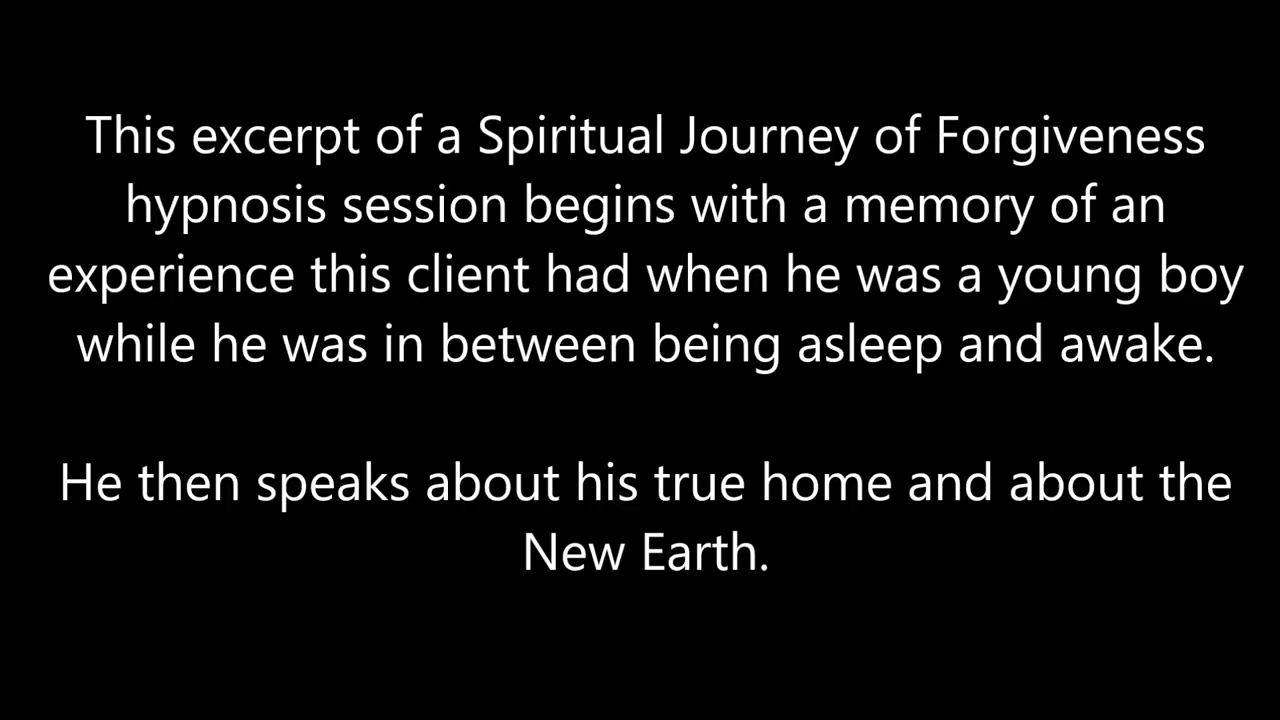 This excerpt of a Spiritual Journey of Forgiveness
hypnosis session begins with a memory of an
experience this client had when he was a young boy
while he was in between being asleep and awake.
He then speaks about his true home and about the
New Earth.